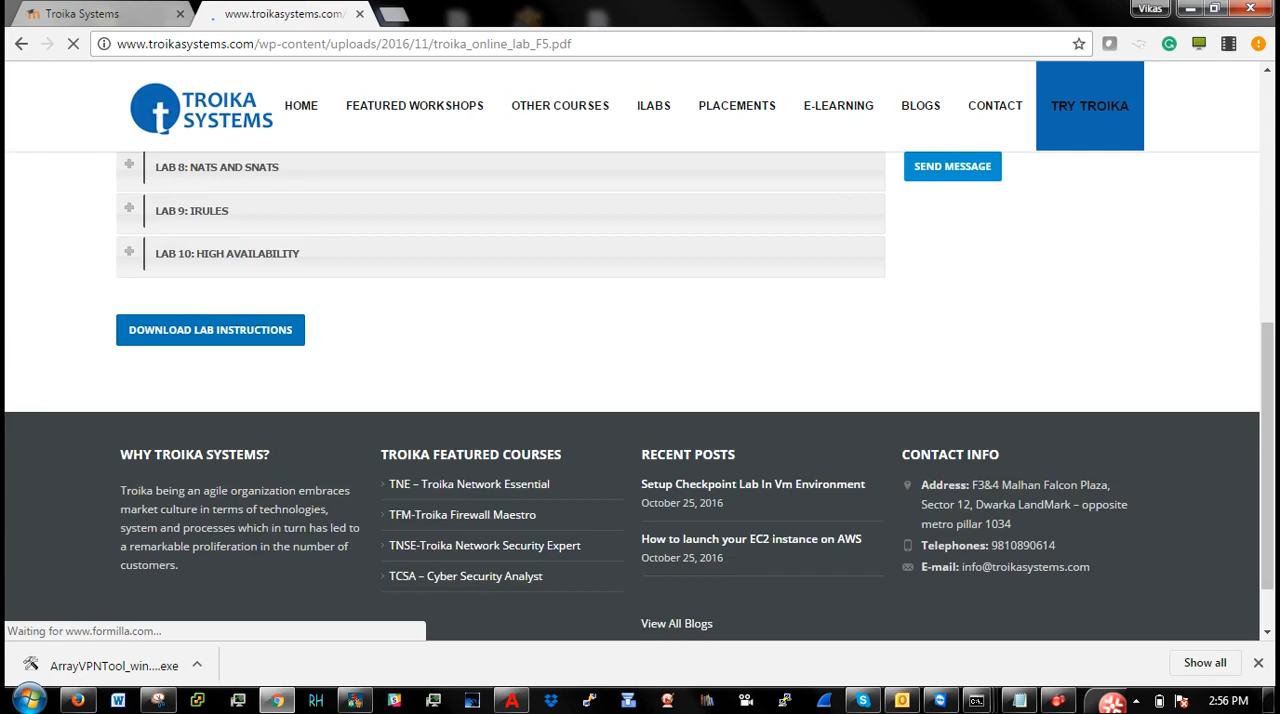 Troika Systems
www.troikasystems.com/
Vikas
www.troikasystems.com/wp-content/uploads/2016/11/troika_online_lab_F5.pdf
t TROIKA SYSTEMS
HOME
FEATURED WORKSHOPS
OTHER COURSES
ILABS
PLACEMENTS
E-LEARNING
BLOGS
CONTACT
TRY TROIKA
LAB 8: NATS AND SNATS
SEND MESSAGE
LAB 9: IRULES
LAB 10: HIGH AVAILABILITY
DOWNLOAD LAB INSTRUCTIONS
WHY TROIKA SYSTEMS?
Troika being an agile organization embraces
market culture in terms of technologies,
system and processes which in turn has led to
a remarkable proliferation in the number of
customers.
TROIKA FEATURED COURSES
TNE – Troika Network Essential
TFM-Troika Firewall Maestro
TNSE-Troika Network Security Expert
TCSA – Cyber Security Analyst
RECENT POSTS
Setup Checkpoint Lab In Vm Environment
October 25, 2016
How to launch your EC2 instance on AWS
October 25, 2016
View All Blogs
CONTACT INFO
Address: F3&4 Malhan Falcon Plaza,
Sector 12, Dwarka LandMark – opposite
metro pillar 1034
Telephones: 9810890614
E-mail: info@troikasystems.com
Waiting for www.formilla.com...
ArrayVPNTool_win....exe
Show all
RH
2:56 PM